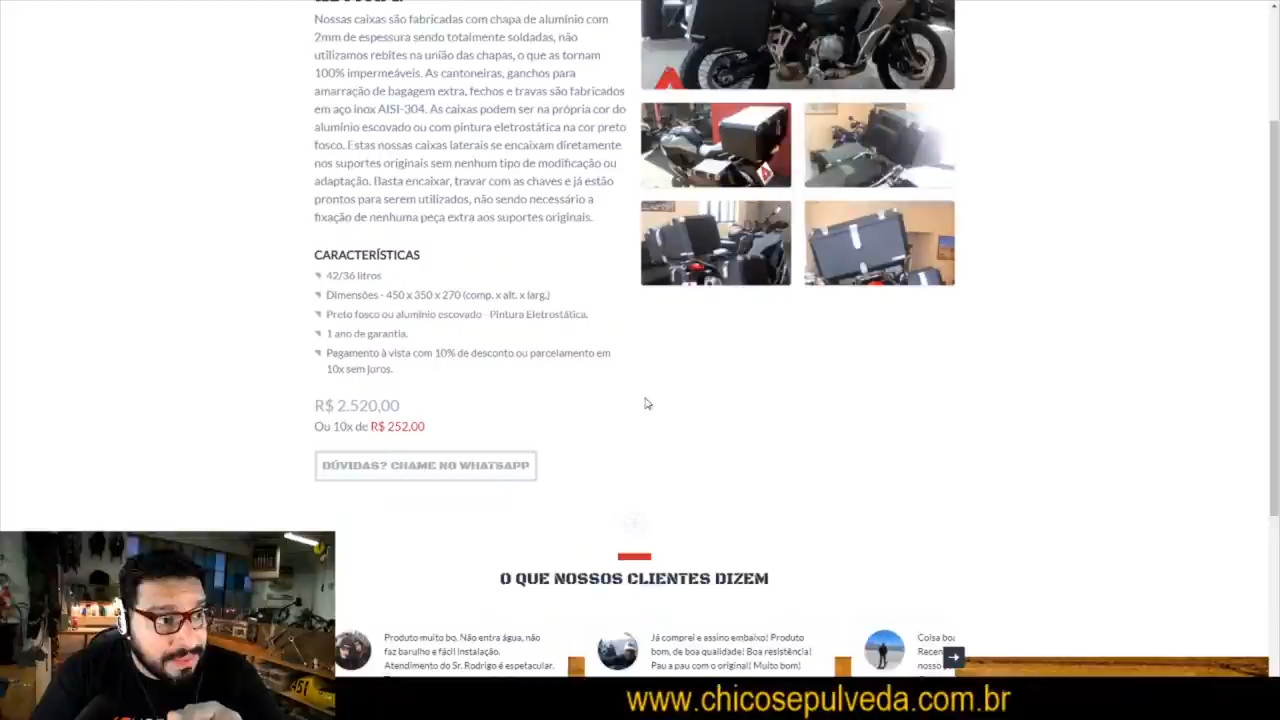 Nossas caixas são fabricadas com chapa de alumínio com
2mm de espessura sendo totalmente soldadas, não
utilizamos rebites na união das chapas, o que as tornam
100% impermeáveis. As cantoneiras, ganchos para
amarração de bagagem extra, fechos e travas são fabricados
em aço inox AISI-304. As caixas podem ser na própria cor do
alumínio escovado ou com pintura eletrostática na cor preto
fosco. Estas nossas caixas laterais se encaixam diretamente
nos suportes originais sem nenhum tipo de modificação ou
adaptação. Basta encaixar, travar com as chaves e já estão
prontos para serem utilizados, não sendo necessário a
fixação de nenhuma peça extra aos suportes originais.
CARACTERÍSTICAS
42/36 litros
Dimensões - 450 x 350 x 270 (comp. x alt. x larg.)
Preto fosco ou alumínio escovado - Pintura Eletrostática.
1 ano de garantia.
Pagamento à vista com 10% de desconto ou parcelamento em
10x sem juros.
R$ 2.520,00
Ou 10x de R$ 252,00
DÚVIDAS? CHAME NO WHATSAPP
O QUE NOSSOS CLIENTES DIZEM
Produto muito bo. Não entra água, não
faz barulho e fácil instalação.
Atendimento do Sr. Rodrigo é espetacular.
Já comprei e assino embaixo! Produto
bom, de boa qualidade! Boa resistência!
Pau a pau com o original! Muito bom!
Coisa
nosso
www.chicosepulveda.com.br